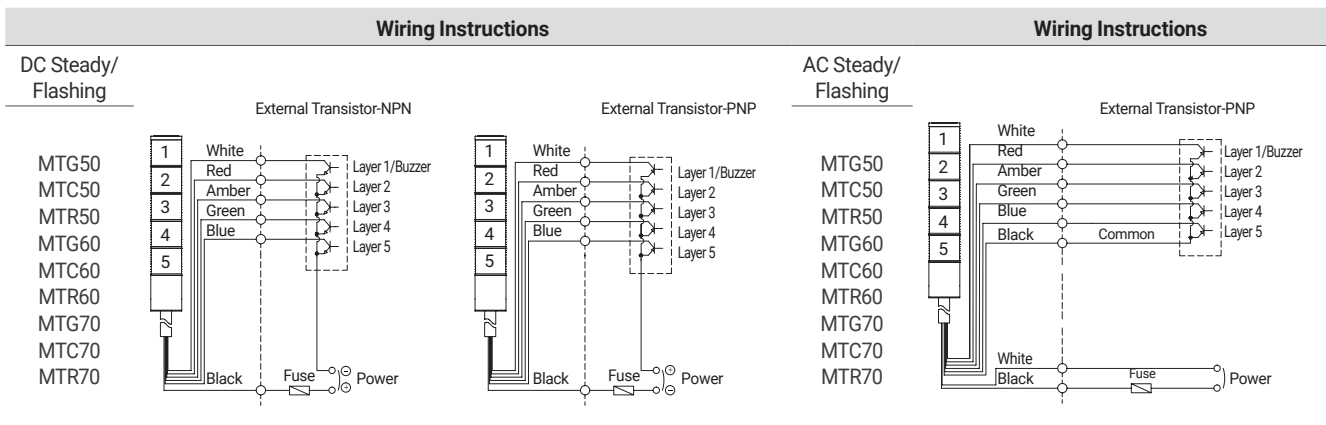 Wiring Instructions
DC Steady/
Flashing
MTG50
MTC50
MTR50
MTG60
MTC60
MTR60
MTG70
MTC70
MTR70
External Transistor-NPN
1
2
3
4
5
White
Red
Amber
Green
Blue
Layer 1/Buzzer
Layer 2
Layer 3
Layer 4
Layer 5
Black
Fuse
⊖
⊕
Power
External Transistor-PNP
1
2
3
4
5
White
Red
Amber
Green
Blue
Layer 1/Buzzer
Layer 2
Layer 3
Layer 4
Layer 5
Black
Fuse
⊕
⊖
Power
Wiring Instructions
AC Steady/
Flashing
MTG50
MTC50
MTR50
MTG60
MTC60
MTR60
MTG70
MTC70
MTR70
External Transistor-PNP
1
2
3
4
5
White
Red
Amber
Green
Blue
Black
Common
Layer 1/Buzzer
Layer 2
Layer 3
Layer 4
Layer 5
White
Black
Fuse
Power